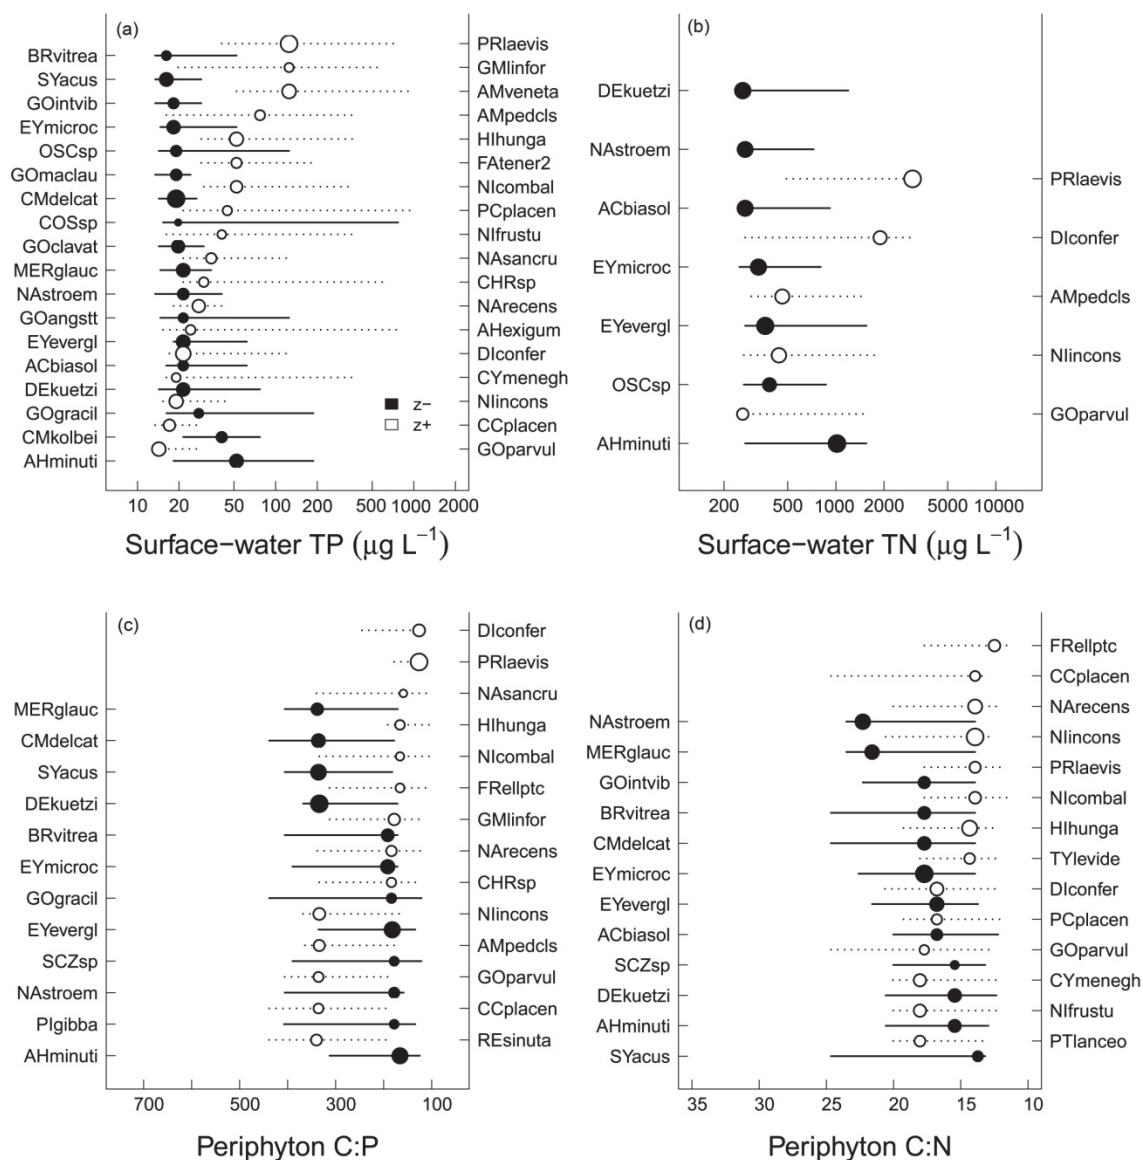 (a)
BRvitrea
SYacus
GOintvib
EYmicroc
OSCsp
GOmaclau
CMdelcat
COSsp
GOclavat
MERglauc
NAstroem
GOangstt
EYevergl
ACbiasol
DEkuetzi
GOgracil
CMkolbei
AHminuti
PRlaevis
GMlinfor
AMveneta
AMpedcls
HIhunga
FAtener2
NIcombal
PCplacen
NIfrustu
NAsancru
CHRsp
NArecens
AHexigum
DIconfer
CYmenegh
NIincons
CCplacen
GOparvul
z−
z+
10 20 50 100 200 500 1000 2000
Surface−water TP (µg L−1)
(b)
DEkuetzi
NAstroem
ACbiasol
EYmicroc
EYevergl
OSCsp
AHminuti
PRlaevis
DIconfer
AMpedcls
NIincons
GOparvul
200 500 1000 2000 5000 10000
Surface−water TN (µg L−1)
(c)
MERglauc
CMdelcat
SYacus
DEkuetzi
BRvitrea
EYmicroc
GOgracil
EYevergl
SCZsp
NAstroem
PIgibba
AHminuti
DIconfer
PRlaevis
NAsancru
HIhunga
NIcombal
FRellptc
GMlinfor
NArecens
CHRsp
NIincons
AMpedcls
GOparvul
CCplacen
REsinuta
700 500 300 100
Periphyton C:P
(d)
NAstroem
MERglauc
GOintvib
BRvitrea
CMdelcat
EYmicroc
EYevergl
ACbiasol
SCZsp
DEkuetzi
AHminuti
SYacus
FRellptc
CCplacen
NArecens
NIincons
PRlaevis
NIcombal
HIhunga
TYlevide
DIconfer
PCplacen
GOparvul
CYmenegh
NIfrustu
PTlanceo
35 30 25 20 15 10
Periphyton C:N